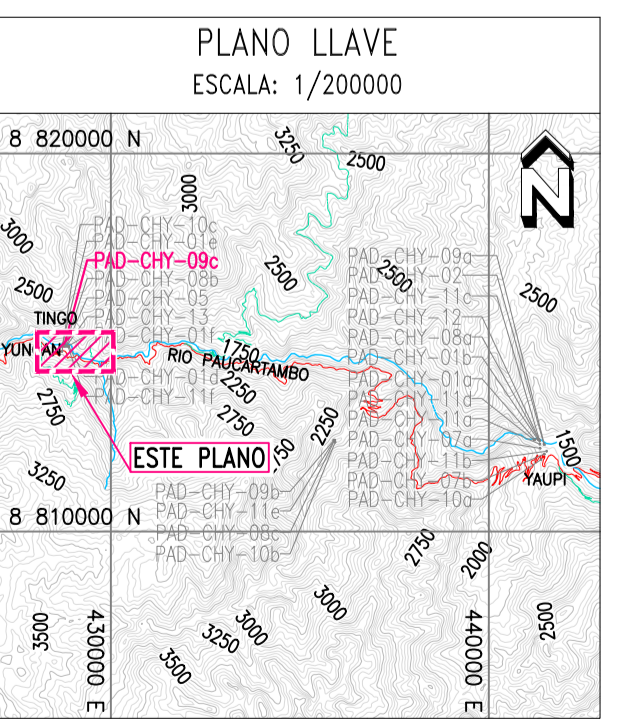 PLANO LLAVE
ESCALA: 1/200000
8 820000 N
3250
2500
3000
3000
PAD-CHY-10c
PAD-CHY-01e
PAD-CHY-09c
PAD-CHY-08b
PAD-CHY-05
PAD-CHY-13
PAD-CHY-01f
PAD-CHY-11f
2500
2500
2500
2500
TINGO
YUNCAN
1750
RIO PAUCARTAMBO
2250
2750
2750
2250
3250
PAD-CHY-09a
PAD-CHY-02
PAD-CHY-11c
PAD-CHY-12
PAD-CHY-08a
PAD-CHY-01b
PAD-CHY-01a
PAD-CHY-11d
PAD-CHY-11a
PAD-CHY-07a
PAD-CHY-11b
PAD-CHY-07b
PAD-CHY-10a
1500
YAUPI
ESTE PLANO
PAD-CHY-09b
PAD-CHY-11e
PAD-CHY-08c
PAD-CHY-10b
8 810000 N
2750
2000
3500
430000 E
3250
3000
3500
3000
440000 E
2500
N